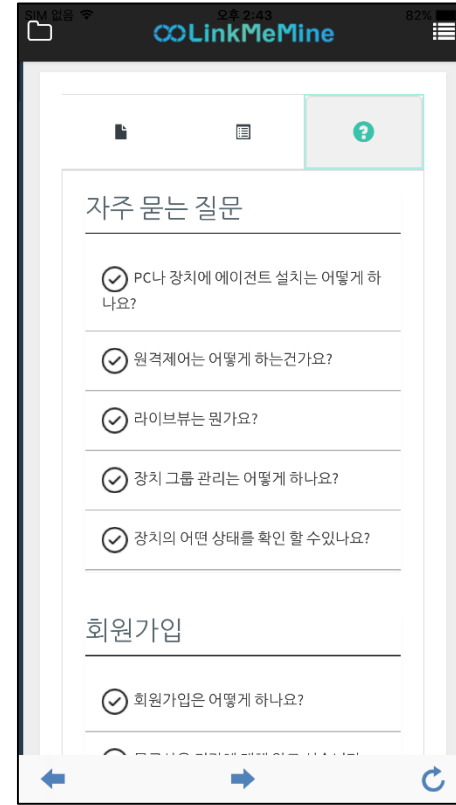 SIM 없음 오후 2:43 82%
LinkMeMine
자주 묻는 질문
PC나 장치에 에이전트 설치는 어떻게 하
나요?
원격제어는 어떻게 하는건가요?
라이브뷰는 뭔가요?
장치 그룹 관리는 어떻게 하나요?
장치의 어떤 상태를 확인 할 수있나요?
회원가입
회원가입은 어떻게 하나요?